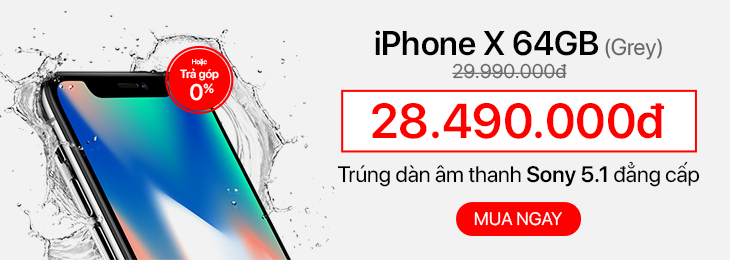 Hoặc
Trả góp
0%
iPhone X 64GB (Grey)
29.990.000đ
28.490.000đ
Trúng dàn âm thanh Sony 5.1 đẳng cấp
MUA NGAY